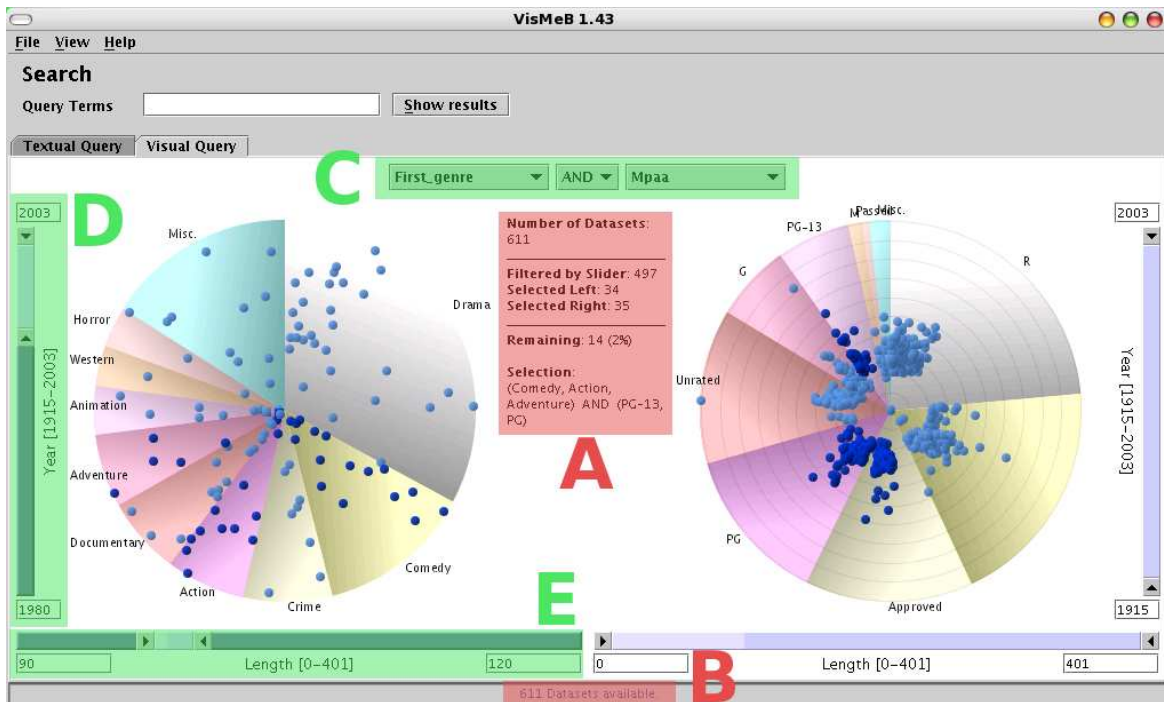 VisMeB 1.43
File View Help
Search
Query Terms
Show results
Textual Query
Visual Query
C
First_genre
AND
Mpaa
D
2003
Year [1915-2003]
1980
Misc.
Drama
Horror
Western
Animation
Adventure
Documentary
Action
Crime
Comedy
Number of Datasets:
611
Filtered by Slider: 497
Selected Left: 34
Selected Right: 35
Remaining: 14 (2%)
Selection:
(Comedy, Action,
Adventure) AND (PG-13,
PG)
A
M
Misc.
PG-13
R
G
Unrated
PG
Approved
2003
Year [1915-2003]
1915
E
90
Length [0-401]
120
0
Length [0-401]
401
B
611 Datasets available.